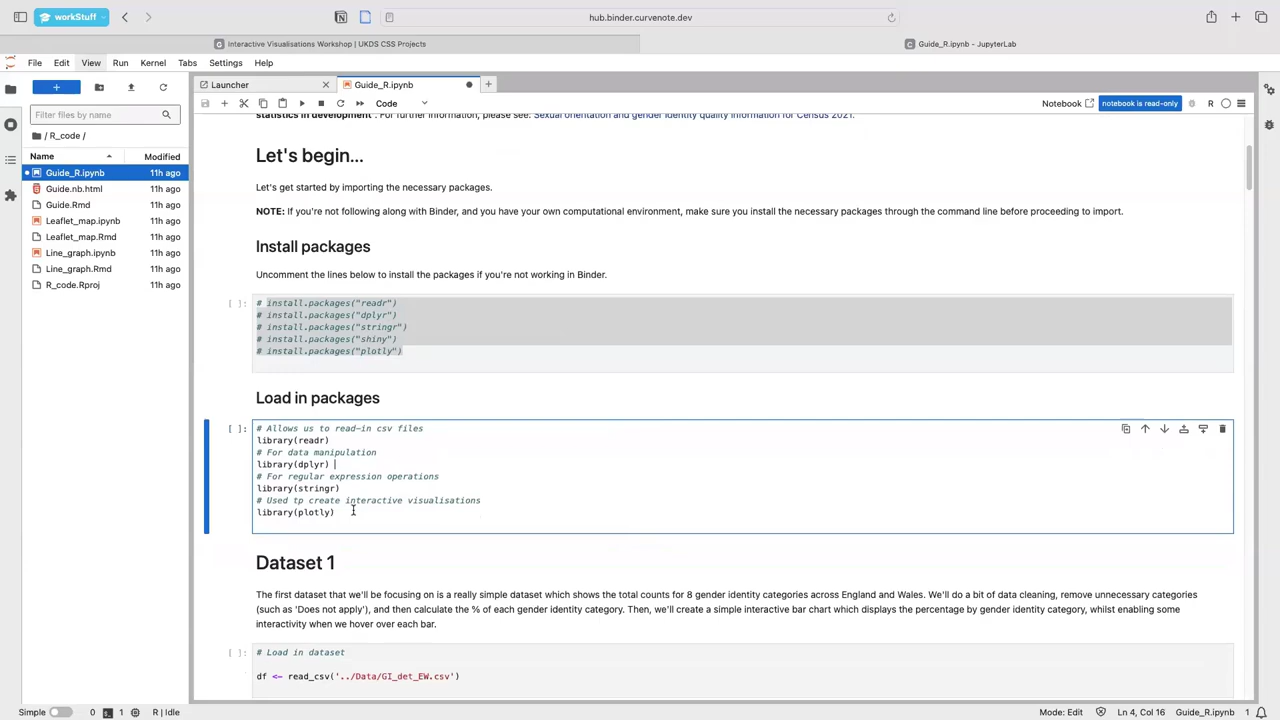 workStuff
hub.binder.curvenote.dev
Interactive Visualisations Workshop | UKDS CSS Projects
Guide_R.ipynb - JupyterLab
File Edit View Run Kernel Tabs Settings Help
Launcher
Guide_R.ipynb
Code
Notebook
notebook is read-only
R
Filter files by name
/ R_code /
Name Modified
Guide_R.ipynb 11h ago
Guide.nb.html 11h ago
Guide.Rmd 11h ago
Leaflet_map.ipynb 11h ago
Leaflet_map.Rmd 11h ago
Line_graph.ipynb 11h ago
Line_graph.Rmd 11h ago
R_code.Rproj 11h ago
statistics in development'. For further information, please see: Sexual orientation and gender identity quality information for Census 2021.
Let's begin...
Let's get started by importing the necessary packages.
NOTE: If you're not following along with Binder, and you have your own computational environment, make sure you install the necessary packages through the command line before proceeding to import.
Install packages
Uncomment the lines below to install the packages if you're not working in Binder.
[ ]: # install.packages("readr")
# install.packages("dplyr")
# install.packages("stringr")
# install.packages("shiny")
# install.packages("plotly")
Load in packages
[ ]: # Allows us to read-in csv files
library(readr)
# For data manipulation
library(dplyr)
# For regular expression operations
library(stringr)
# Used tp create interactive visualisations
library(plotly)
Dataset 1
The first dataset that we'll be focusing on is a really simple dataset which shows the total counts for 8 gender identity categories across England and Wales. We'll do a bit of data cleaning, remove unnecessary categories
(such as 'Does not apply'), and then calculate the % of each gender identity category. Then, we'll create a simple interactive bar chart which displays the percentage by gender identity category, whilst enabling some
interactivity when we hover over each bar.
[ ]: # Load in dataset
df <- read_csv('../Data/GI_det_EW.csv')
Simple 0 1 R | Idle
Mode: Edit Ln 4, Col 16 Guide_R.ipynb 1